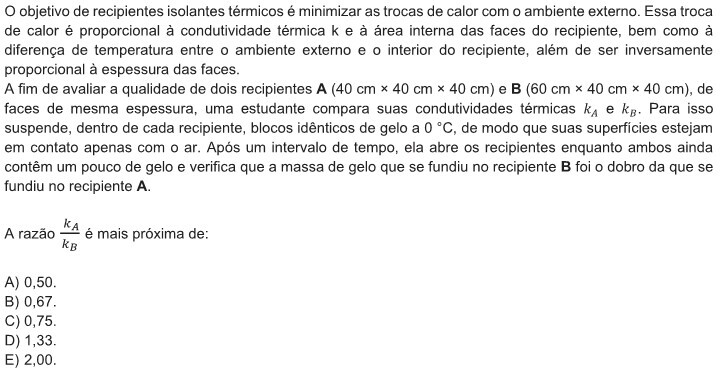 O objetivo de recipientes isolantes térmicos é minimizar as trocas de calor com o ambiente externo. Essa troca
de calor é proporcional à condutividade térmica k e à área interna das faces do recipiente, bem como à
diferença de temperatura entre o ambiente externo e o interior do recipiente, além de ser inversamente
proporcional à espessura das faces.
A fim de avaliar a qualidade de dois recipientes A (40 cm × 40 cm × 40 cm) e B (60 cm × 40 cm × 40 cm), de
faces de mesma espessura, uma estudante compara suas condutividades térmicas k_A e k_B. Para isso
suspende, dentro de cada recipiente, blocos idênticos de gelo a 0 °C, de modo que suas superfícies estejam
em contato apenas com o ar. Após um intervalo de tempo, ela abre os recipientes enquanto ambos ainda
contêm um pouco de gelo e verifica que a massa de gelo que se fundiu no recipiente B foi o dobro da que se
fundiu no recipiente A.
A razão k_A/k_B é mais próxima de:
A) 0,50.
B) 0,67.
C) 0,75.
D) 1,33.
E) 2,00.